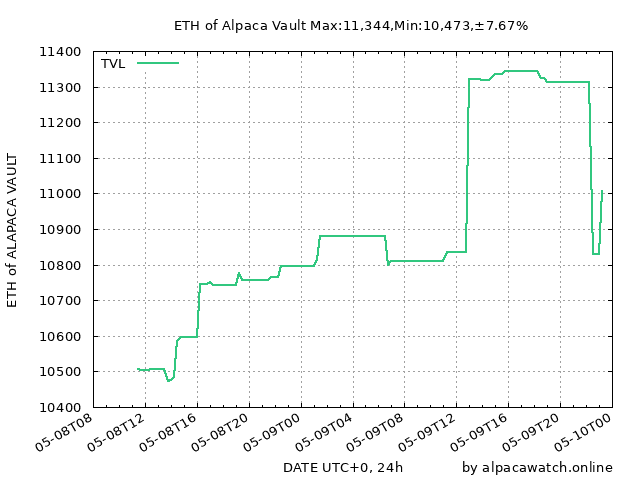 ETH of Alpaca Vault Max:11,344,Min:10,473,±7.67%
TVL
11400
11300
11200
11100
11000
10900
10800
10700
10600
10500
10400
ETH of ALAPACA VAULT
05-08T08
05-08T12
05-08T16
05-08T20
05-09T00
05-09T04
05-09T08
05-09T12
05-09T16
05-09T20
05-10T00
DATE UTC+0, 24h
by alpacawatch.online